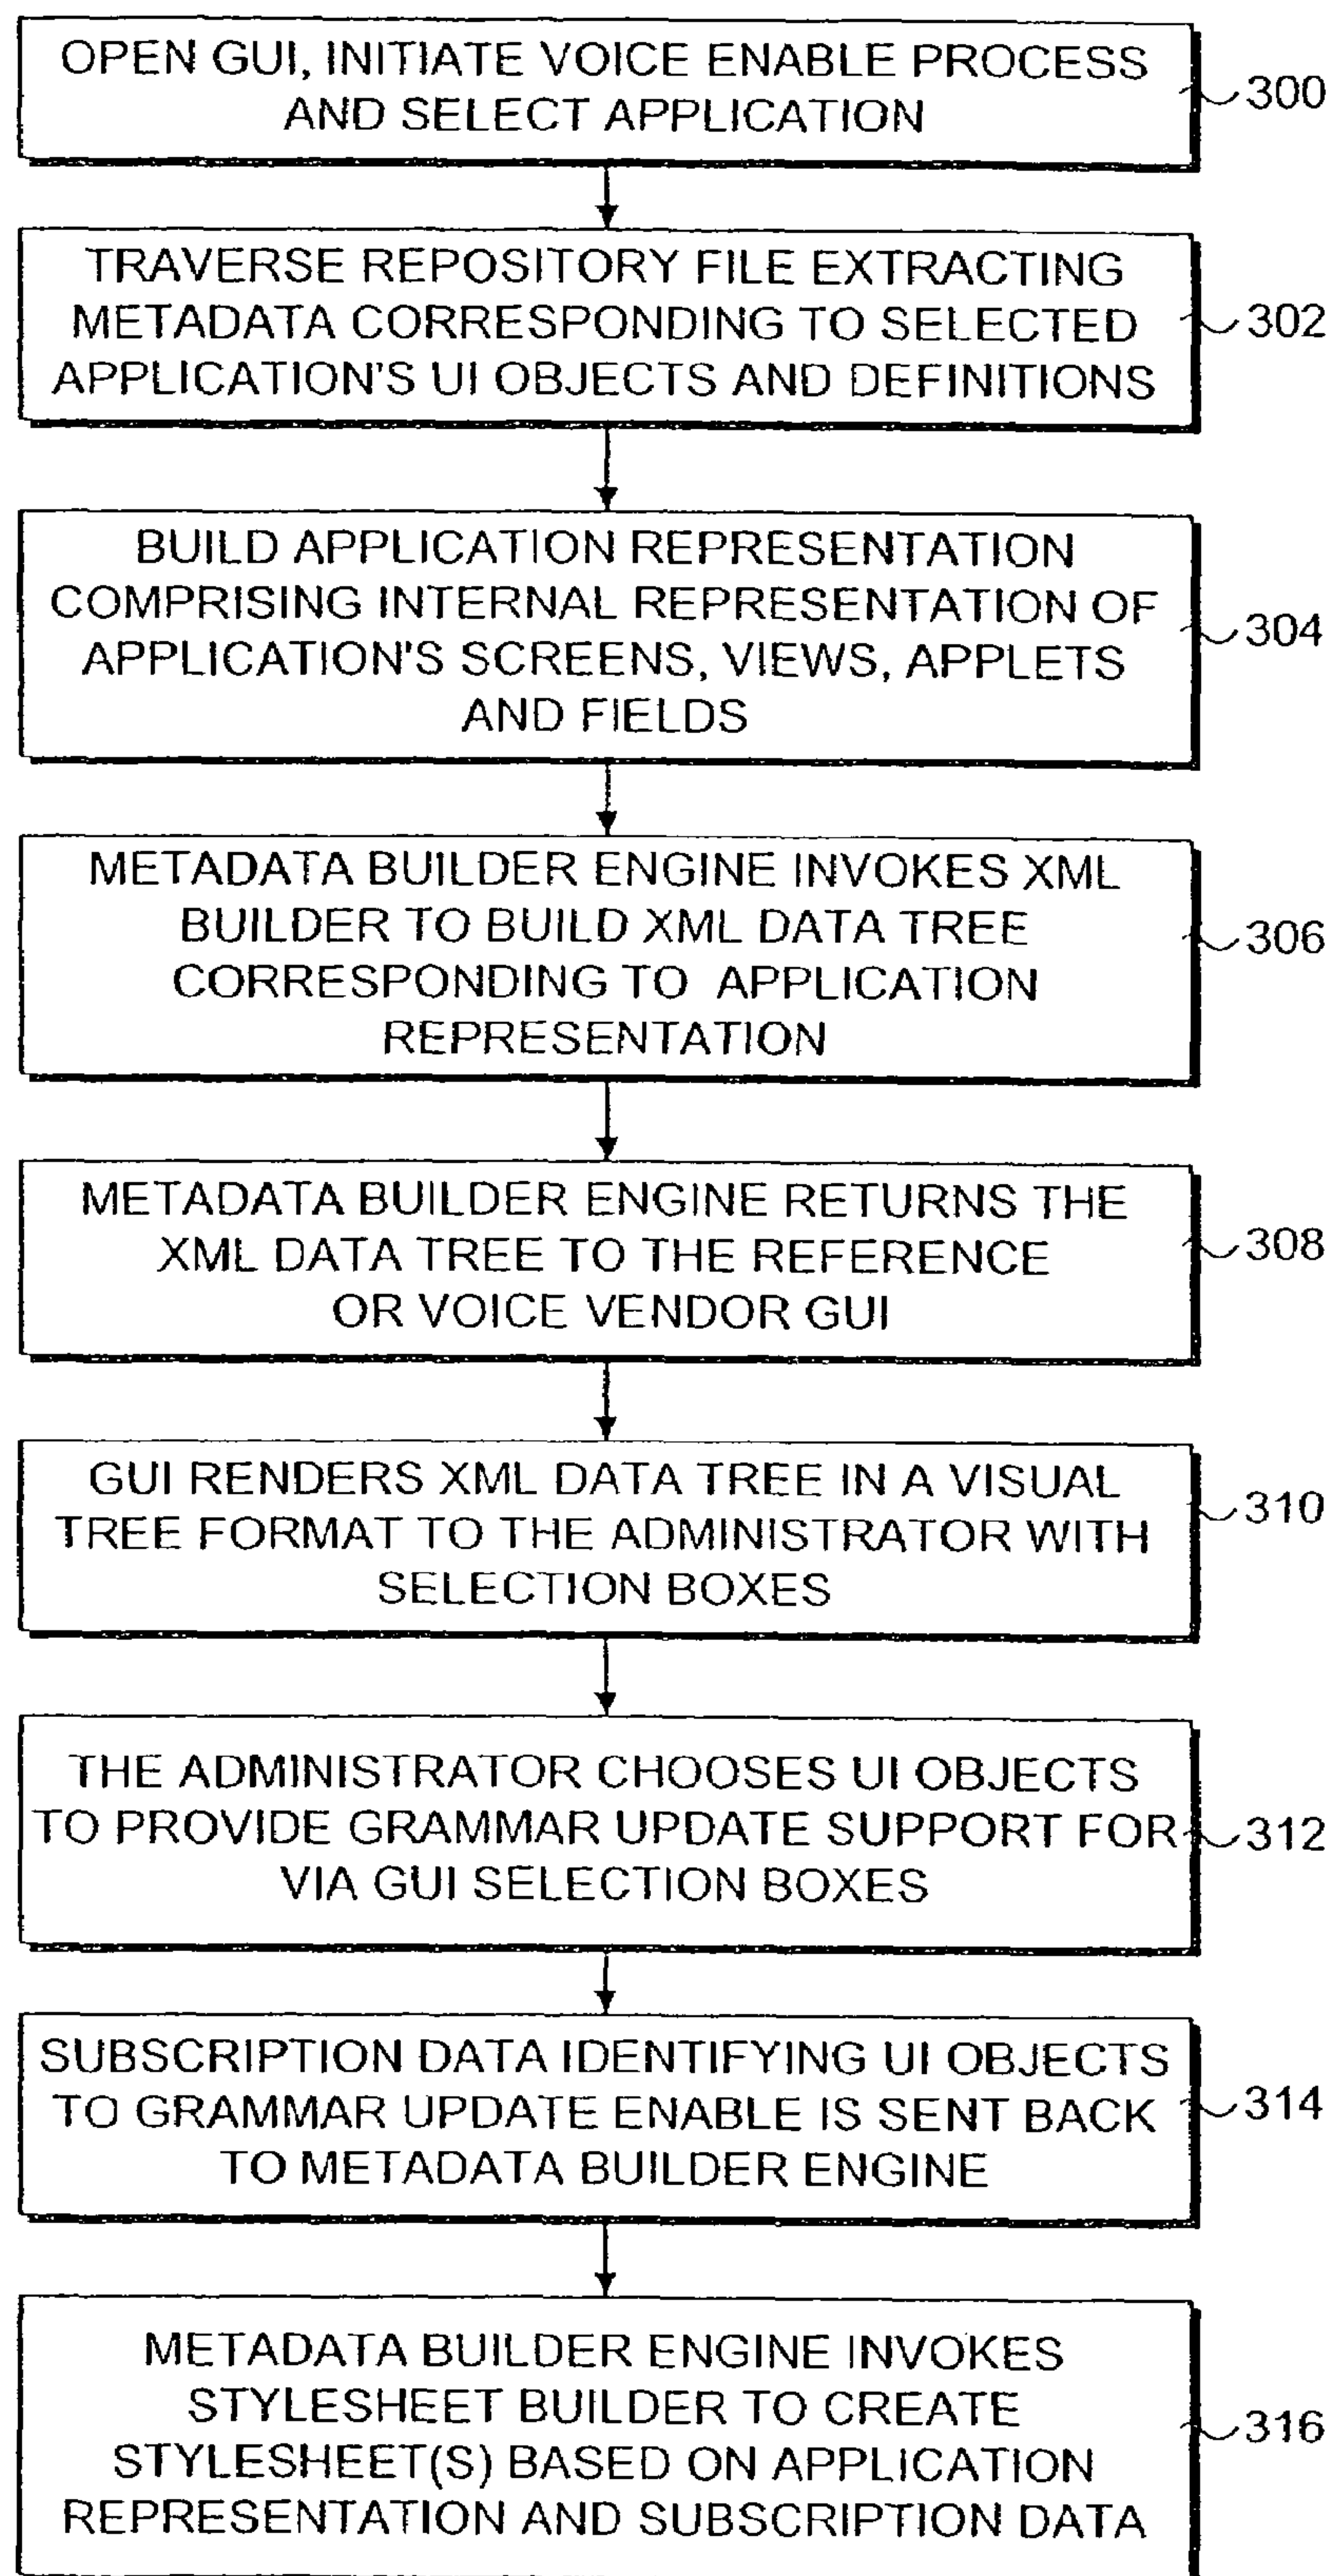 OPEN GUI, INITIATE VOICE ENABLE PROCESS
AND SELECT APPLICATION
300
TRAVERSE REPOSITORY FILE EXTRACTING
METADATA CORRESPONDING TO SELECTED
APPLICATION'S UI OBJECTS AND DEFINITIONS
302
BUILD APPLICATION REPRESENTATION
COMPRISING INTERNAL REPRESENTATION OF
APPLICATION'S SCREENS, VIEWS, APPLETS
AND FIELDS
304
METADATA BUILDER ENGINE INVOKES XML
BUILDER TO BUILD XML DATA TREE
CORRESPONDING TO APPLICATION
REPRESENTATION
306
METADATA BUILDER ENGINE RETURNS THE
XML DATA TREE TO THE REFERENCE
OR VOICE VENDOR GUI
308
GUI RENDERS XML DATA TREE IN A VISUAL
TREE FORMAT TO THE ADMINISTRATOR WITH
SELECTION BOXES
310
THE ADMINISTRATOR CHOOSES UI OBJECTS
TO PROVIDE GRAMMAR UPDATE SUPPORT FOR
VIA GUI SELECTION BOXES
312
SUBSCRIPTION DATA IDENTIFYING UI OBJECTS
TO GRAMMAR UPDATE ENABLE IS SENT BACK
TO METADATA BUILDER ENGINE
314
METADATA BUILDER ENGINE INVOKES
STYLESHEET BUILDER TO CREATE
STYLESHEET(S) BASED ON APPLICATION
REPRESENTATION AND SUBSCRIPTION DATA
316